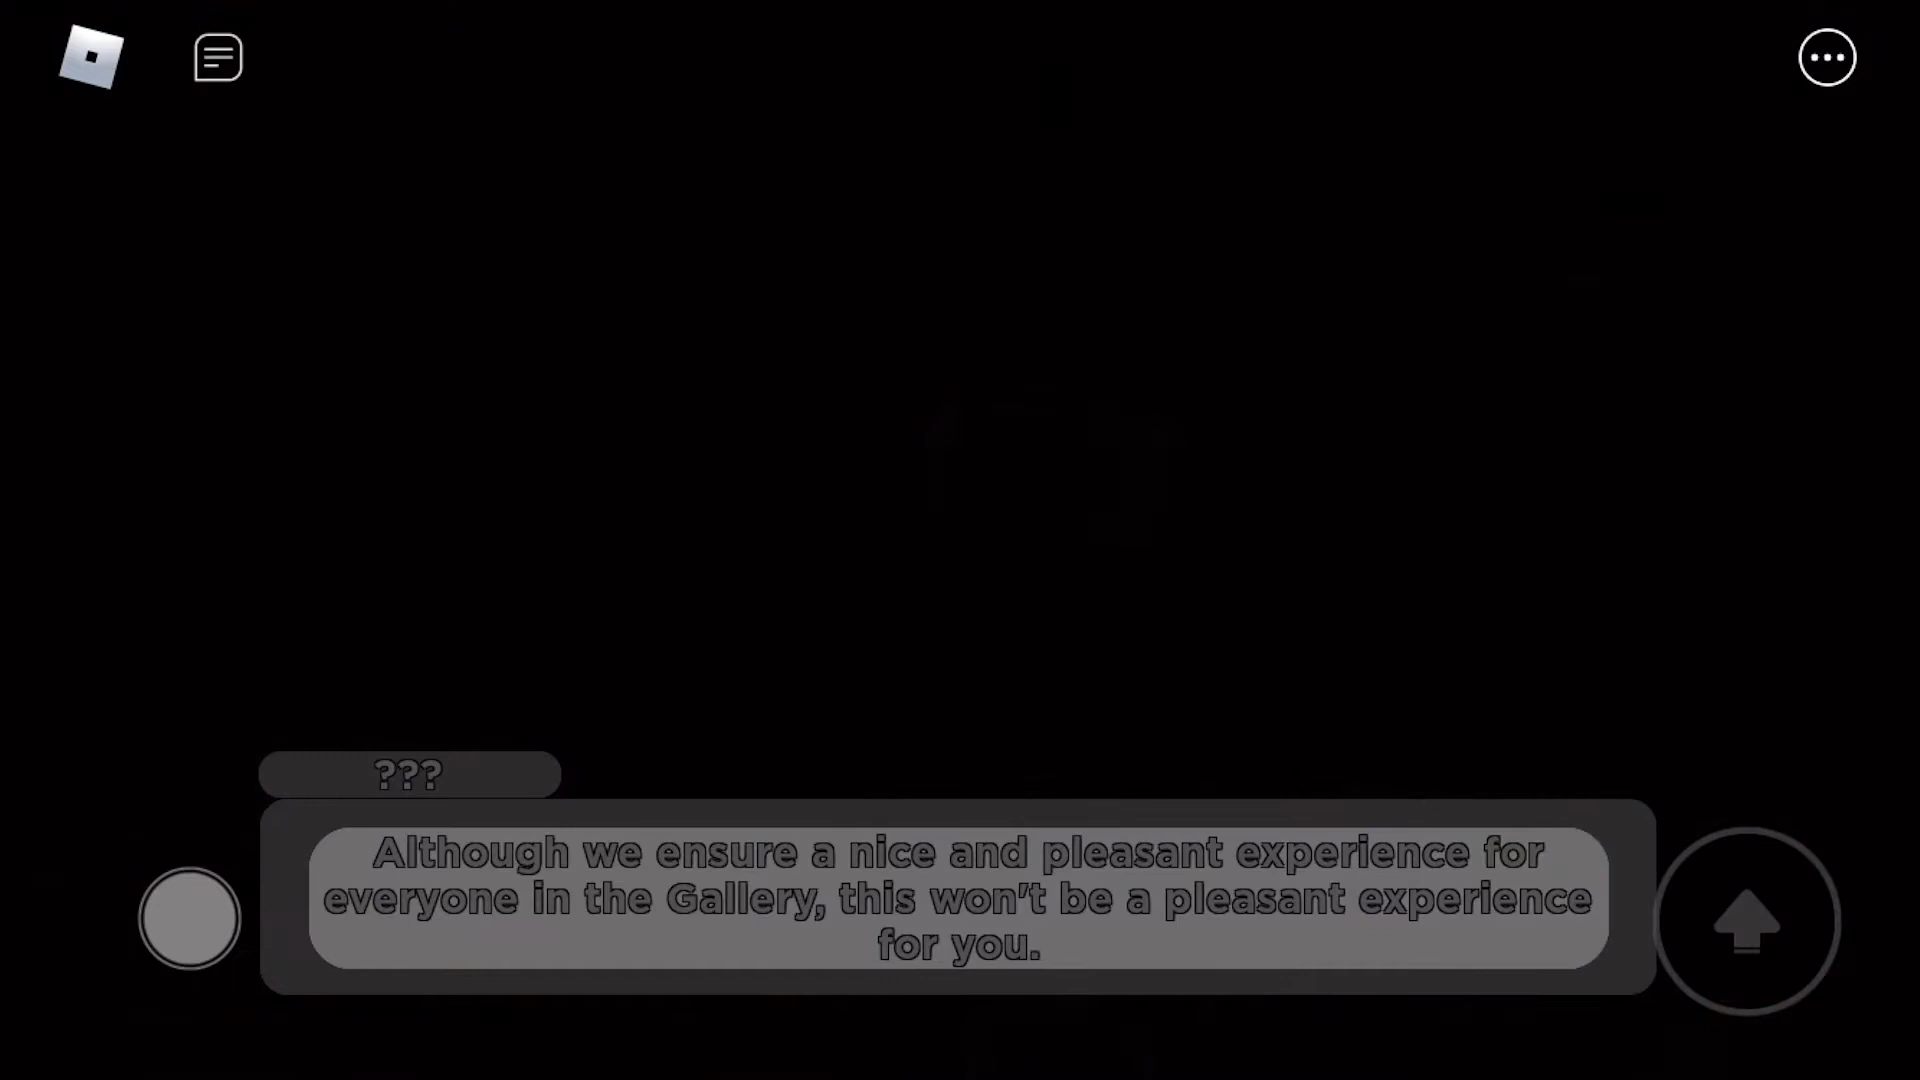 ???
Although we ensure a nice and pleasant experience for
everyone in the Gallery, this won't be a pleasant experience
for you.